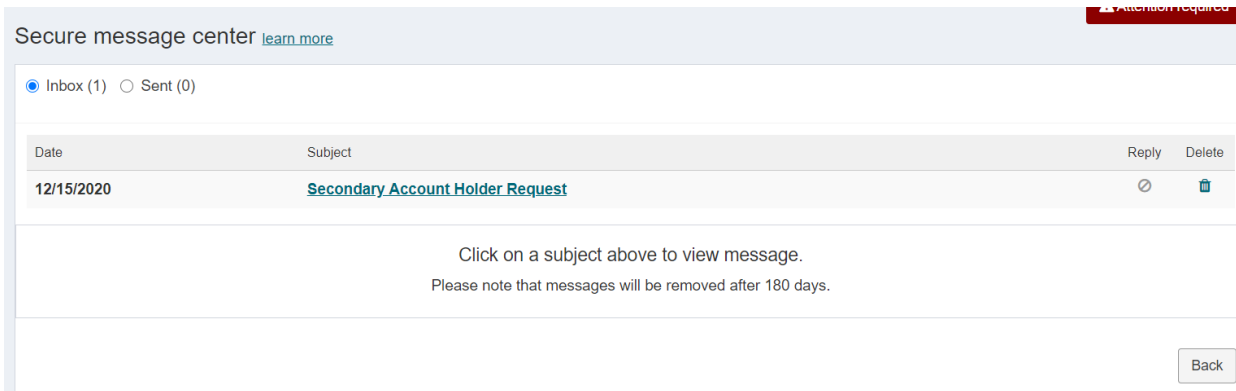 Attention required
Secure message center learn more
Inbox (1) Sent (0)
Date Subject Reply Delete
12/15/2020 Secondary Account Holder Request
Click on a subject above to view message.
Please note that messages will be removed after 180 days.
Back